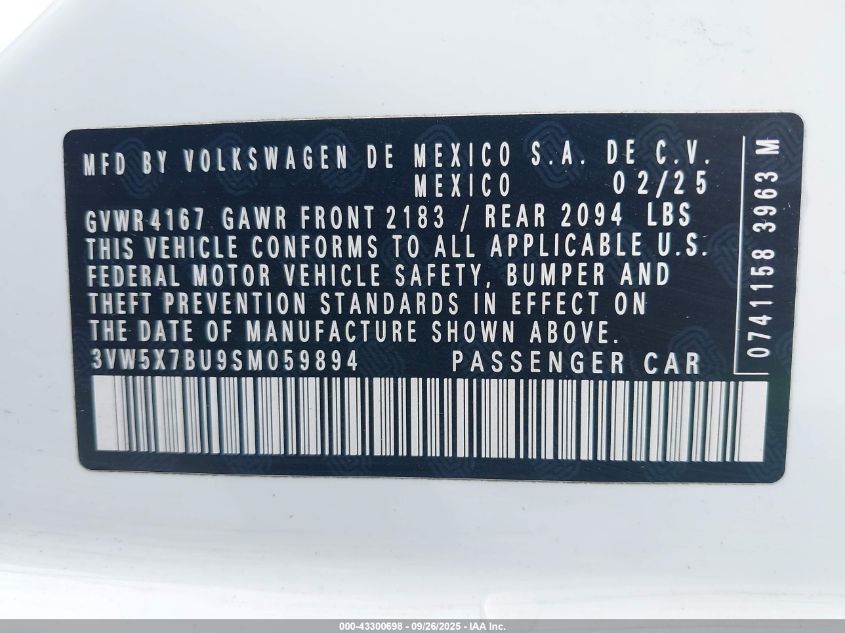 MFD BY VOLKSWAGEN DE MEXICO S.A. DE C.V.
MEXICO 02/25
GVWR 4167 GAWR FRONT 2183 / REAR 2094 LBS
THIS VEHICLE CONFORMS TO ALL APPLICABLE U.S.
FEDERAL MOTOR VEHICLE SAFETY, BUMPER AND
THEFT PREVENTION STANDARDS IN EFFECT ON
THE DATE OF MANUFACTURE SHOWN ABOVE.
3VW5X7BU9SM059894 PASSENGER CAR
0741158 3963 M
000-43300698 - 09/26/2025 - IAA Inc.